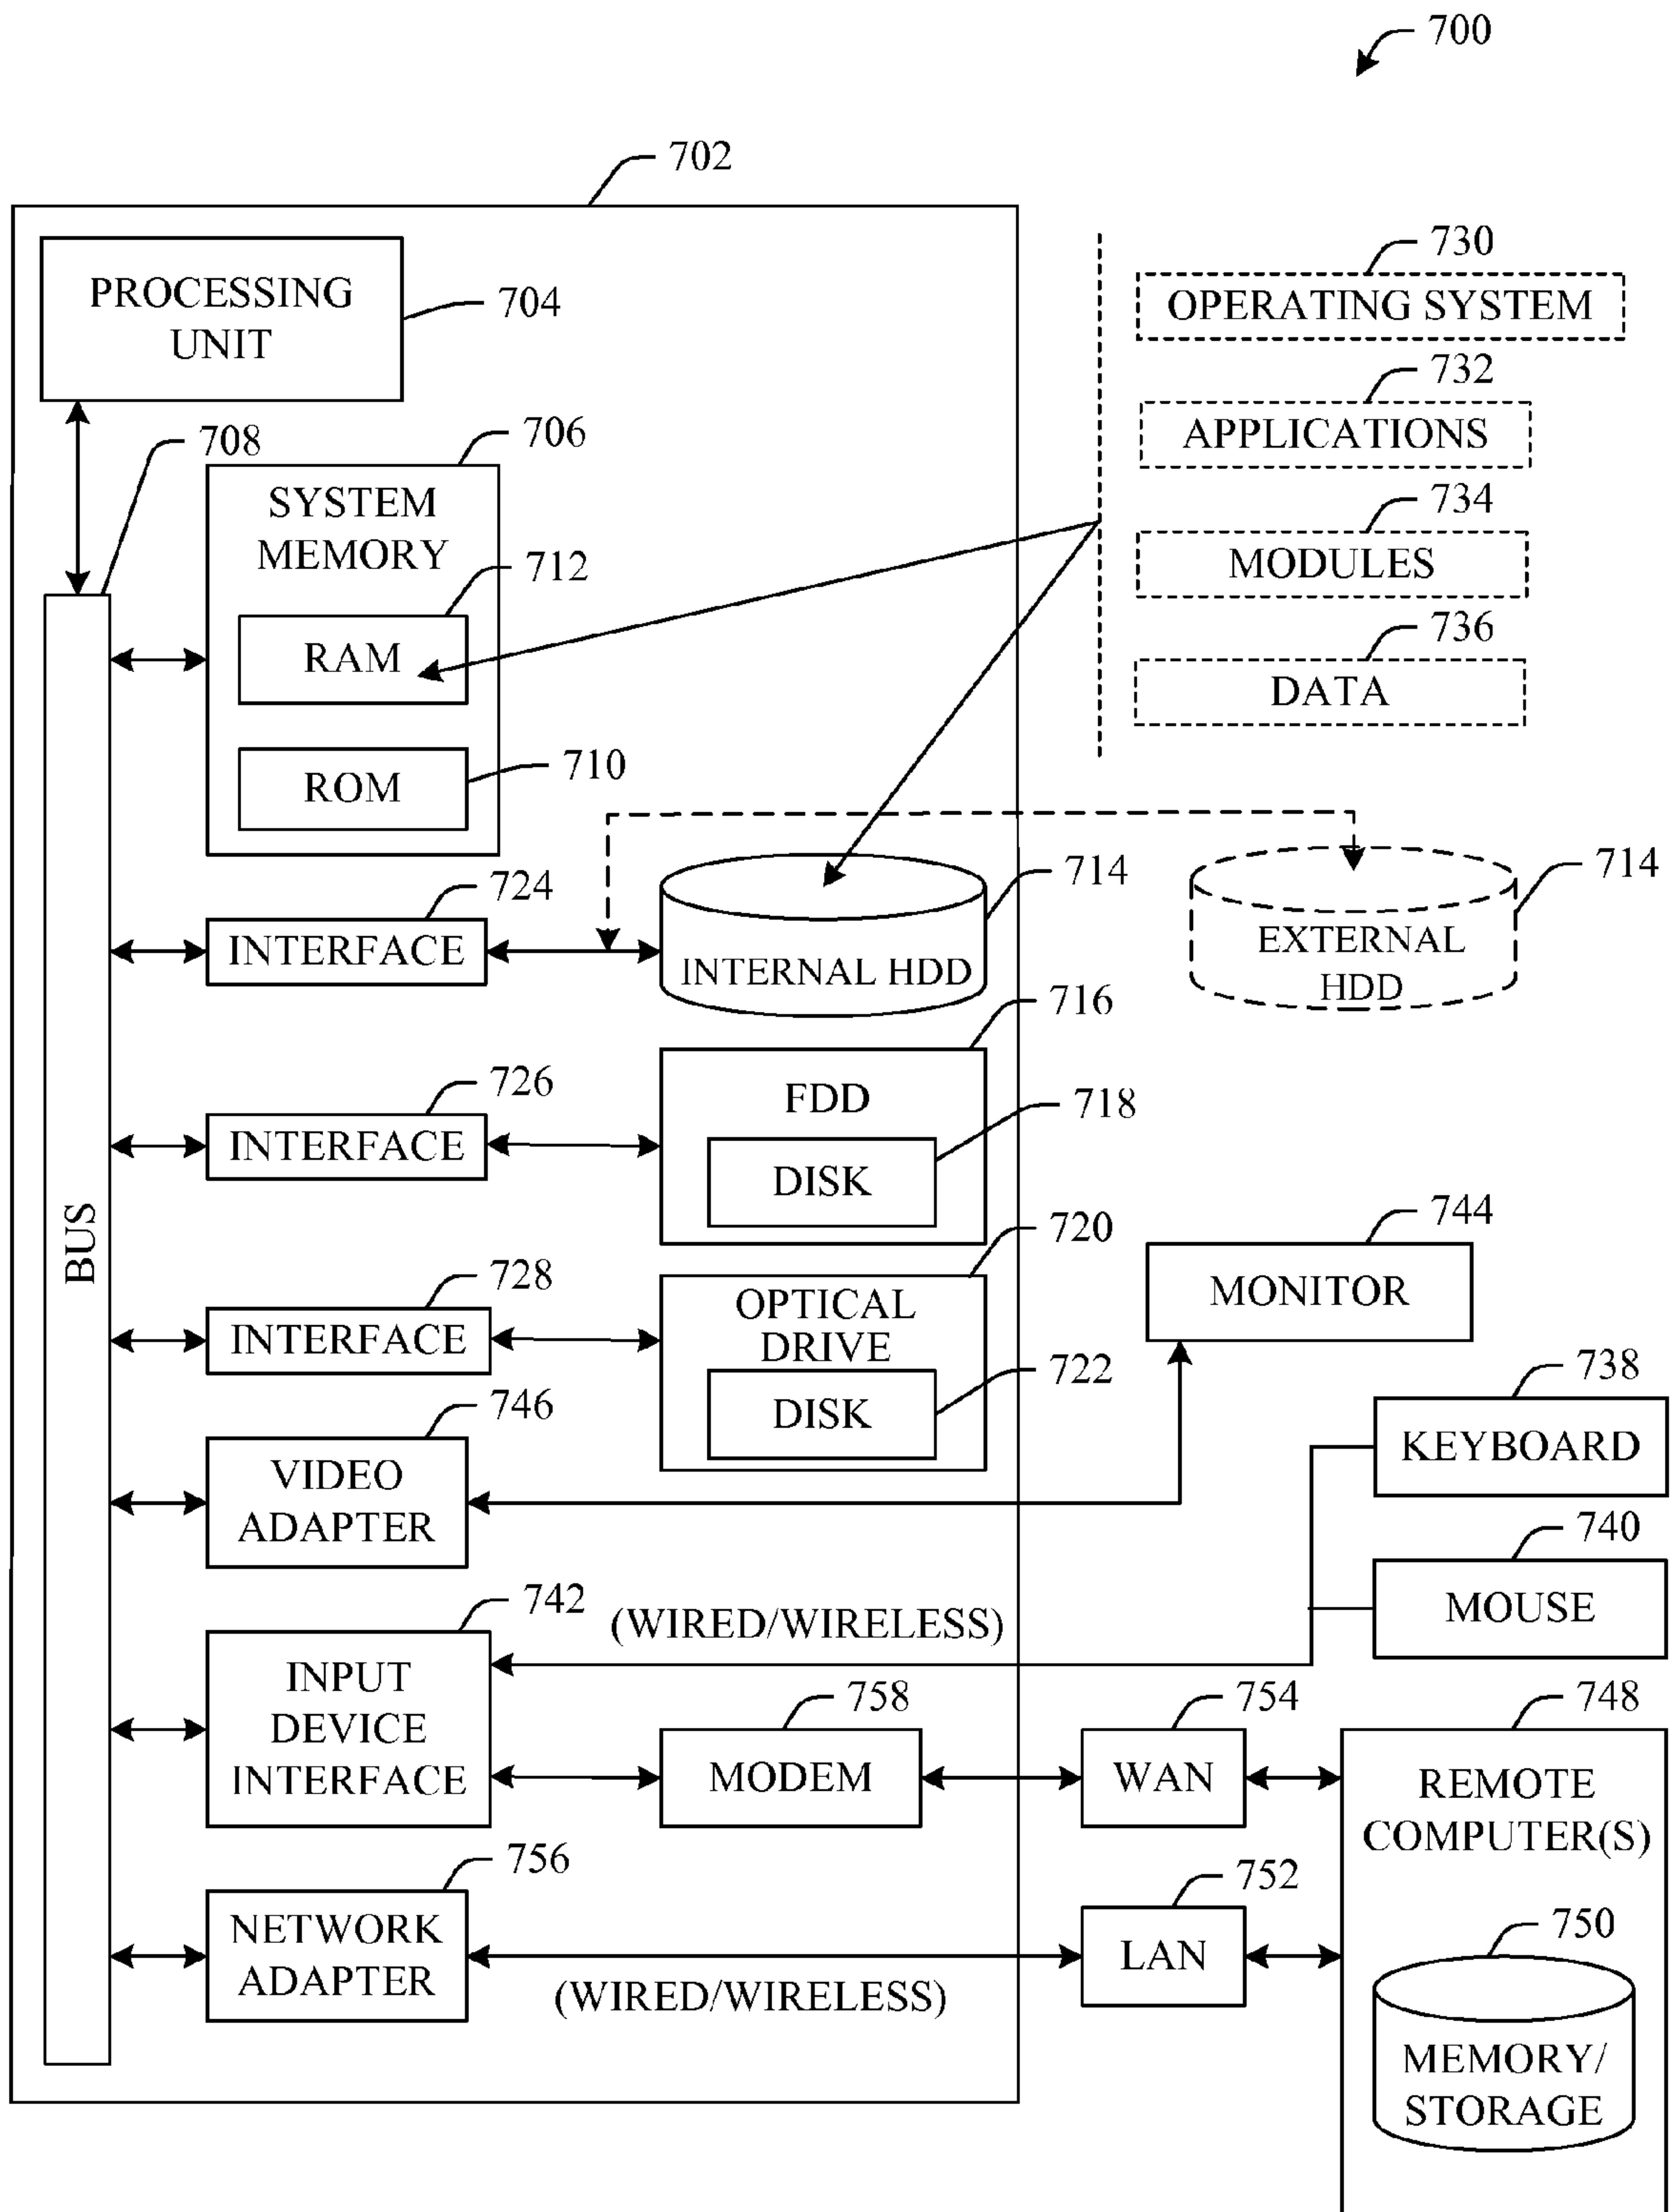 700
702
PROCESSING
UNIT
704
730
OPERATING SYSTEM
732
APPLICATIONS
734
MODULES
736
DATA
708
706
SYSTEM
MEMORY
712
RAM
710
ROM
BUS
724
INTERFACE
714
INTERNAL HDD
714
EXTERNAL
HDD
726
INTERFACE
716
FDD
718
DISK
728
INTERFACE
720
OPTICAL
DRIVE
722
DISK
744
MONITOR
746
VIDEO
ADAPTER
738
KEYBOARD
740
MOUSE
742
INPUT
DEVICE
INTERFACE
(WIRED/WIRELESS)
758
MODEM
754
WAN
748
REMOTE
COMPUTER(S)
756
NETWORK
ADAPTER
(WIRED/WIRELESS)
752
LAN
750
MEMORY/
STORAGE